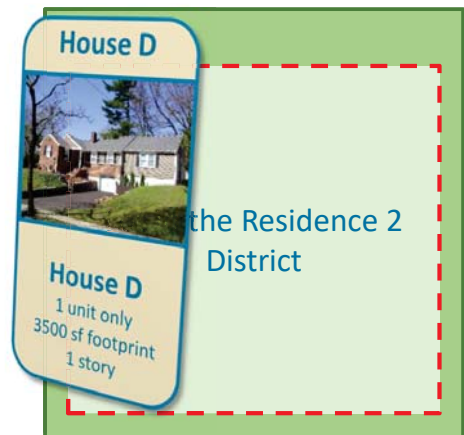 House D
the Residence 2
District
House D
1 unit only
3500 sf footprint
1 story